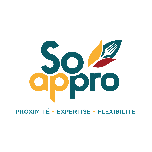 So
appro
PROXIMITÉ - EXPERTISE - FLEXIBILITÉ